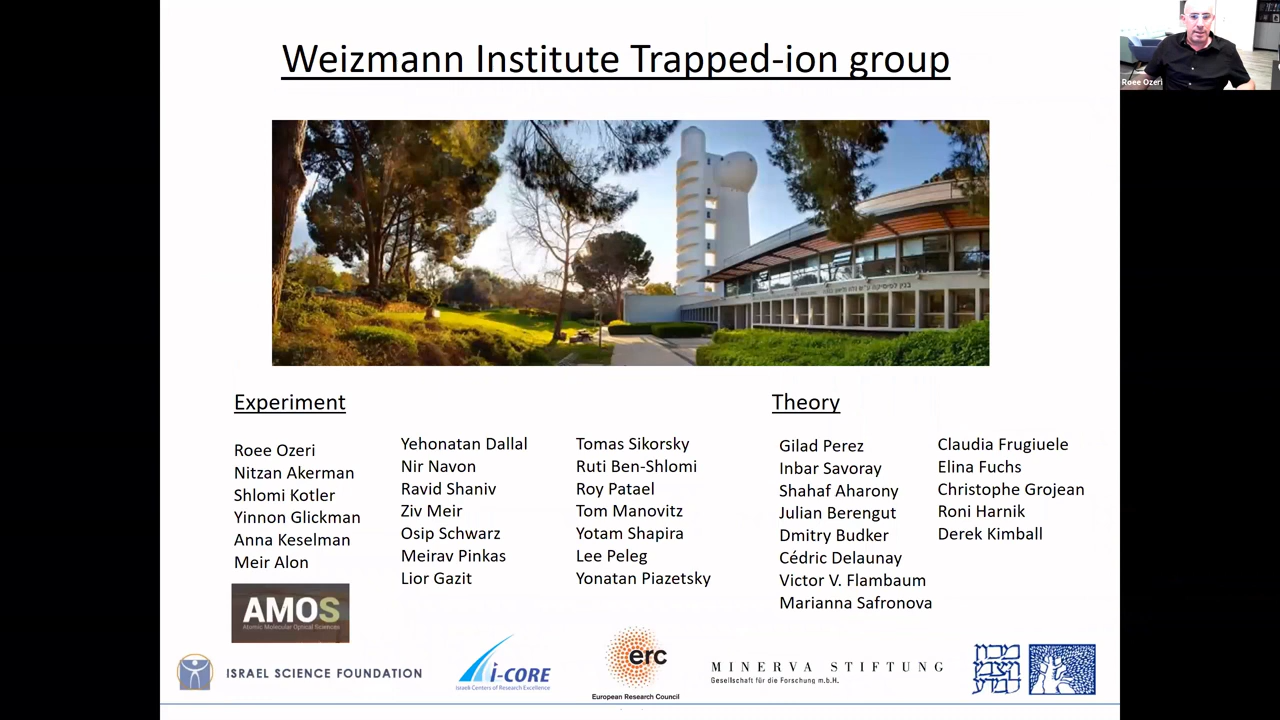 Weizmann Institute Trapped-ion group
Roee Ozeri
Experiment
Roee Ozeri
Nitzan Akerman
Shlomi Kotler
Yinnon Glickman
Anna Keselman
Meir Alon
Yehonatan Dallal
Nir Navon
Ravid Shaniv
Ziv Meir
Osip Schwarz
Meirav Pinkas
Lior Gazit
Tomas Sikorsky
Ruti Ben-Shlomi
Roy Patael
Tom Manovitz
Yotam Shapira
Lee Peleg
Yonatan Piazetsky
Theory
Gilad Perez
Inbar Savoray
Shahaf Aharony
Julian Berengut
Dmitry Budker
Cédric Delaunay
Victor V. Flambaum
Marianna Safronova
Claudia Frugiuele
Elina Fuchs
Christophe Grojean
Roni Harnik
Derek Kimball
AMOS
Atomic Molecular Optical Sciences
ISRAEL SCIENCE FOUNDATION
i-CORE
Israeli Centers of Research Excellence
erc
European Research Council
MINERVA STIFTUNG
Gesellschaft für die Forschung m.b.H.